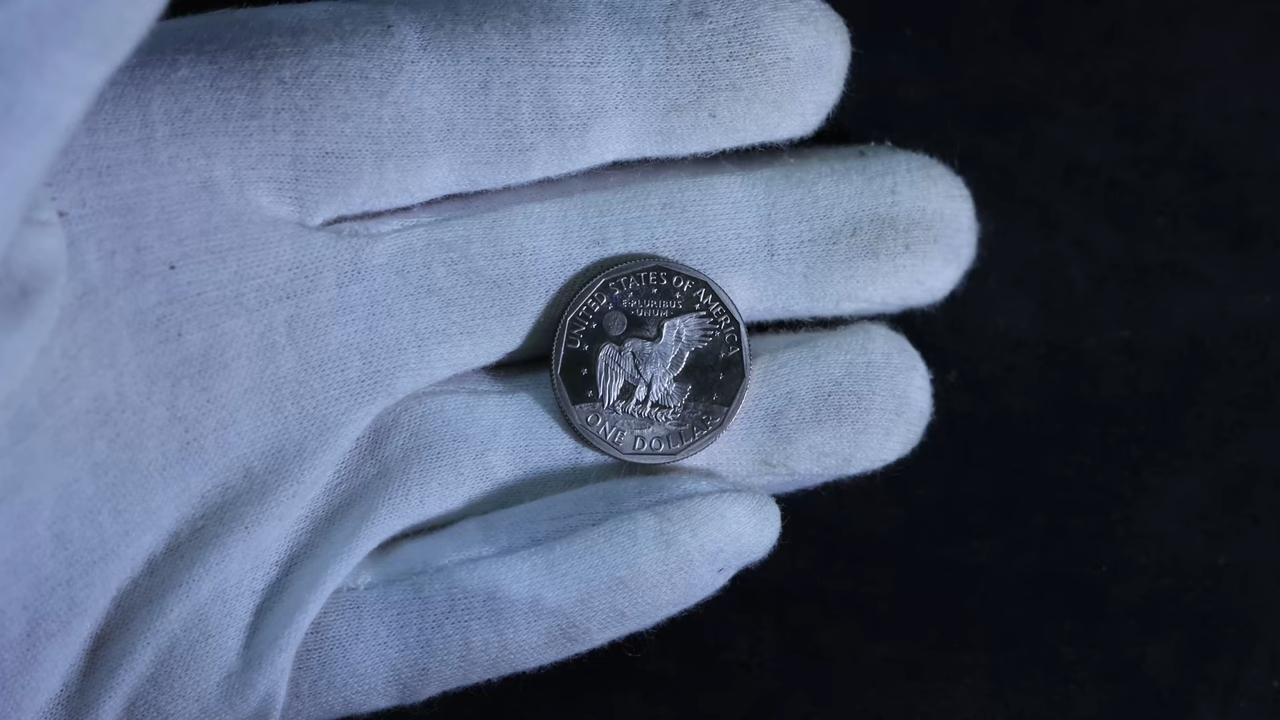 UNITED STATES OF AMERICA
E·PLURIBUS
·UNUM·
ONE DOLLAR